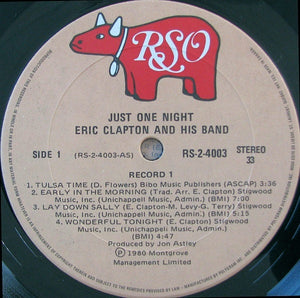 RSO
JUST ONE NIGHT
ERIC CLAPTON AND HIS BAND
SIDE 1 (RS-2-4003-AS) RS-2-4003 STEREO
33
RECORD 1
1. TULSA TIME (D. Flowers) Bibo Music Publishers (ASCAP) 3:36
2. EARLY IN THE MORNING (Trad. Arr. E. Clapton) Stigwood
Music, Inc. (Unichappell Music, Admin.) (BMI) 7:00
3. LAY DOWN SALLY (E. Clapton-M. Levy-G. Terry) Stigwood
Music, Inc. (Unichappell Music, Admin.) (BMI) 5:15
4. WONDERFUL TONIGHT (E. Clapton) Stigwood
Music, Inc. (Unichappell Music, Admin.)
(BMI) 4:47
Produced by Jon Astley
℗ 1980 Montgrove
Management Limited